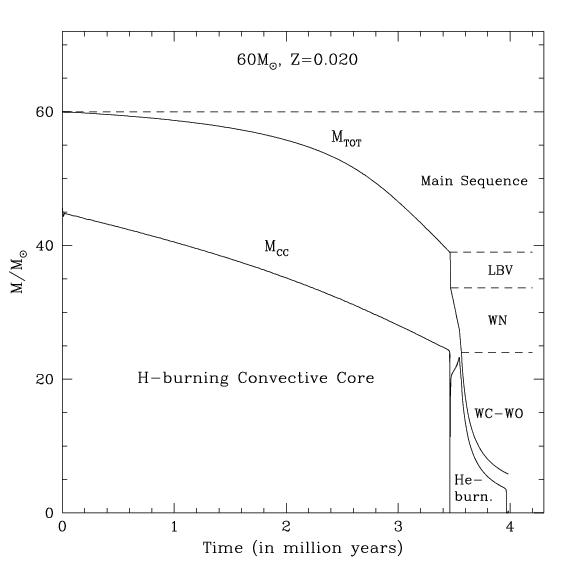 60M☉, Z=0.020
60
M_TOT
Main Sequence
M_CC
40
LBV
M/M☉
WN
20
H-burning Convective Core
WC-WO
He-
burn.
0
0 1 2 3 4
Time (in million years)